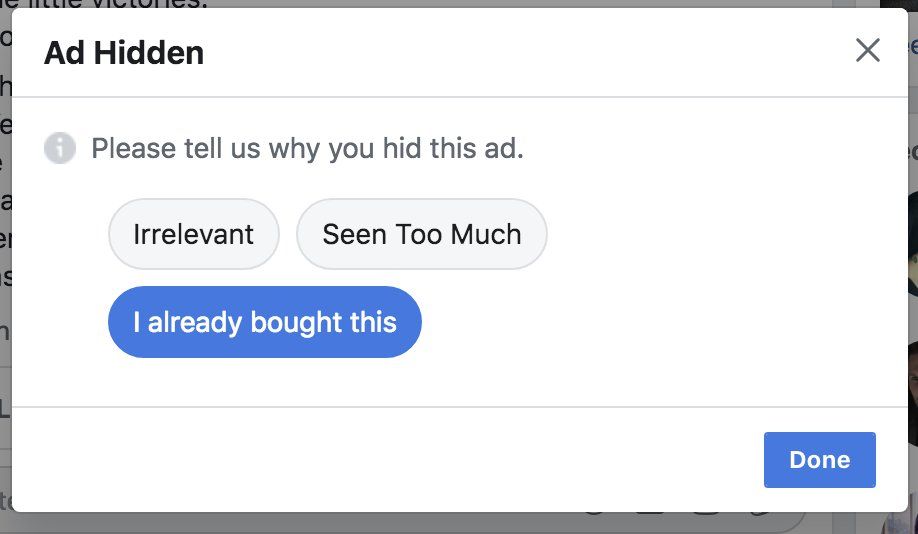 little victories.
Ad Hidden
Please tell us why you hid this ad.
Irrelevant
Seen Too Much
I already bought this
Done